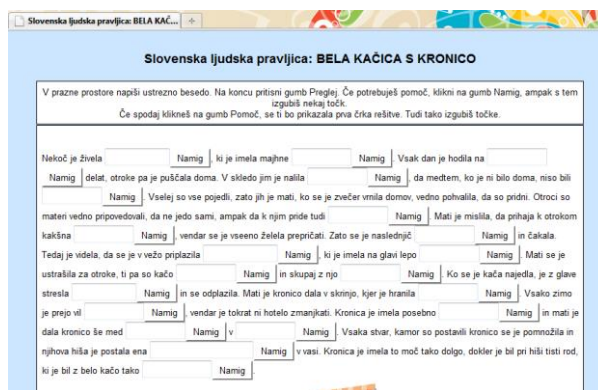 Slovenska ljudska pravljica: BELA KAČ...
Slovenska ljudska pravljica: BELA KAČICA S KRONICO
V prazne prostore napiši ustrezno besedo. Na koncu pritisni gumb Preglej. Če potrebuješ pomoč, klikni na gumb Namig, ampak s tem
izgubiš nekaj točk.
Če spodaj klikneš na gumb Pomoč, se ti bo prikazala prva črka rešitve. Tudi tako izgubiš točke.
Nekoč je živela Namig , ki je imela majhne Namig . Vsak dan je hodila na
Namig delat, otroke pa je puščala doma. V skledo jim je nalila Namig , da medtem, ko je ni bilo doma, niso bili
Namig . Vselej so vse pojedli, zato jih je mati, ko se je zvečer vrnila domov, vedno pohvalila, da so pridni. Otroci so
materi vedno pripovedovali, da ne jedo sami, ampak da k njim pride tudi Namig . Mati je mislila, da prihaja k otrokom
kakšna Namig , vendar se je vseeno želela prepričati. Zato se je naslednjič Namig in čakala.
Tedaj je videla, da se je v vežo priplazila Namig , ki je imela na glavi lepo Namig . Mati se je
ustrašila za otroke, ti pa so kačo Namig in skupaj z njo Namig . Ko se je kača najedla, je z glave
stresla Namig in se odplazila. Mati je kronico dala v skrinjo, kjer je hranila Namig . Vsako zimo
je prejo vil Namig , vendar je tokrat ni hotelo zmanjkati. Kronica je imela posebno Namig in mati je
dala kronico še med Namig v Namig . Vsaka stvar, kamor so postavili kronico se je pomnožila in
njihova hiša je postala ena Namig v vasi. Kronica je imela to moč tako dolgo, dokler je bil pri hiši tisti rod,
ki je bil z belo kačo tako Namig .